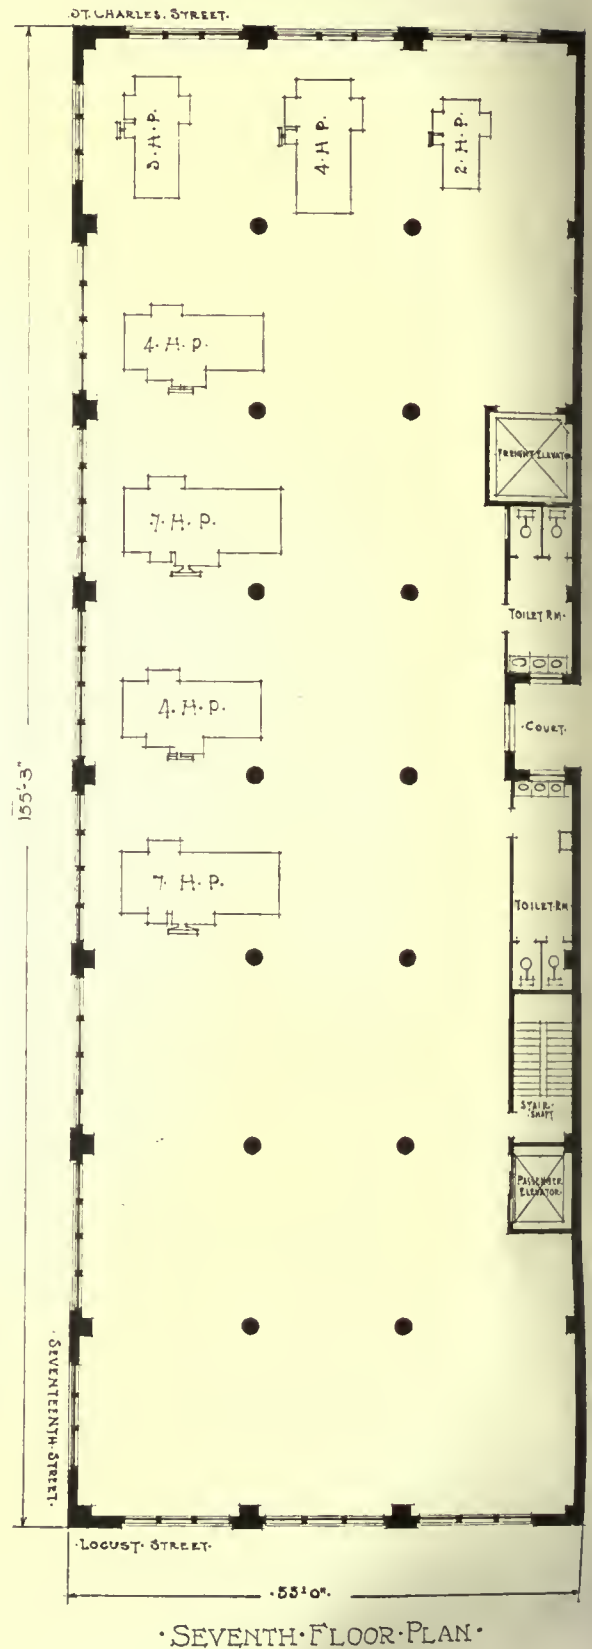 ST. CHARLES. STREET.
3·H·P.
4 H P.
2·H·P.
4·H·P.
FREIGHT ELEVATO
7·H·P.
TOILET RM·
4·H·P.
·COURT·
155'-3"
7 H·P.
TOILET·RM·
STAIR·
SHAFT
PASSENGER
ELEVATOR·
·SEVENTEENTH·STREET.·
·LOCUST· STREET.·
·55'0".·
·SEVENTH·FLOOR·PLAN·